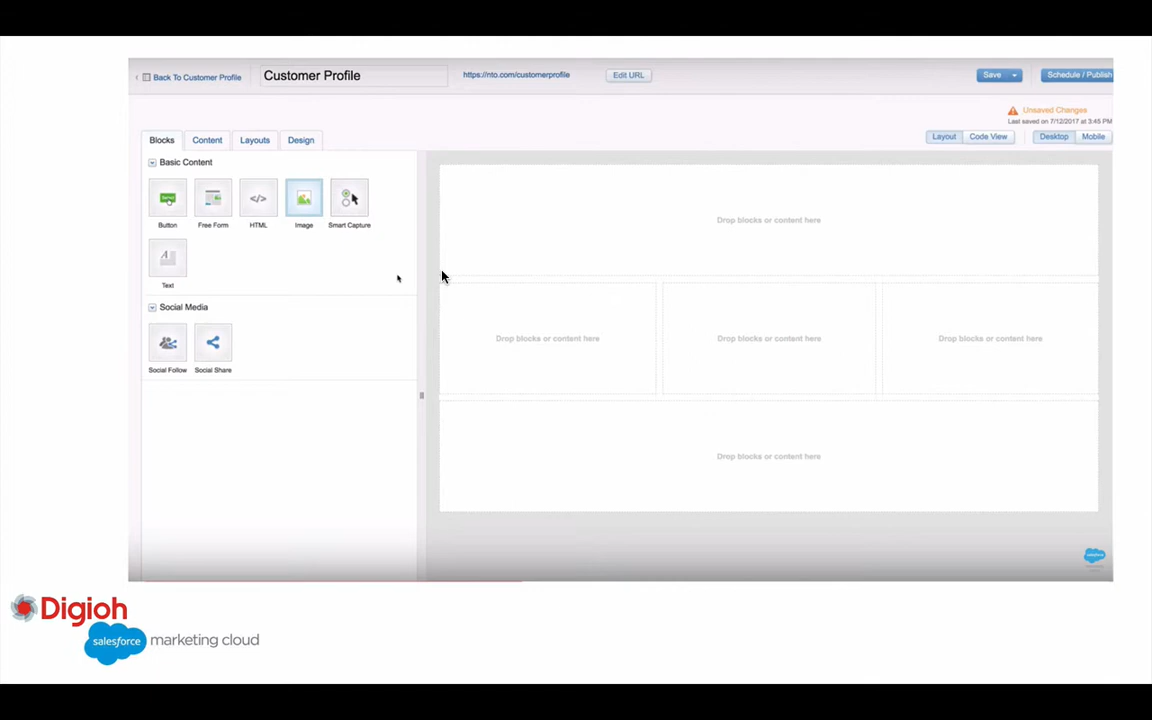 Back To Customer Profile
Customer Profile
https://nto.com/customerprofile
Edit URL
Save
Schedule / Publish
Unsaved Changes
Last saved on 7/12/2017 at 3:45 PM
Blocks
Content
Layouts
Design
Layout
Code View
Desktop
Mobile
Basic Content
Button
Free Form
HTML
Image
Smart Capture
Text
Social Media
Social Follow
Social Share
Drop blocks or content here
Drop blocks or content here
Drop blocks or content here
Drop blocks or content here
Drop blocks or content here
Digioh
salesforce marketing cloud